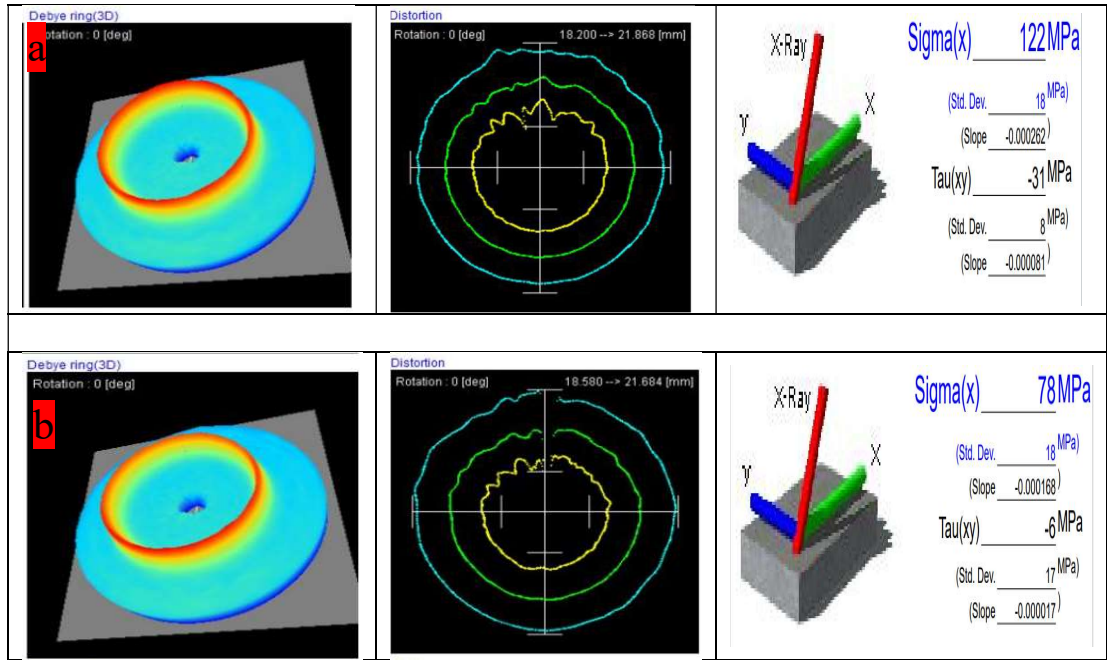 Debye ring(3D)
a
otation : 0 [deg]
Distortion
Rotation : 0 [deg] 18.200 --> 21.868 [mm]
X-Ray
X
y
Sigma(x) 122MPa
(Std. Dev. 18 MPa)
(Slope -0.000262)
Tau(xy) -31 MPa
(Std. Dev. 8 MPa)
(Slope -0.000081)
Debye ring(3D)
Rotation : 0 [deg]
b
Distortion
Rotation : 0 [deg] 18.580 --> 21.684 [mm]
X-Ray
X
y
Sigma(x) 78MPa
(Std. Dev. 18 MPa)
(Slope -0.000168)
Tau(xy) -6 MPa
(Std. Dev. 17 MPa)
(Slope -0.000017)